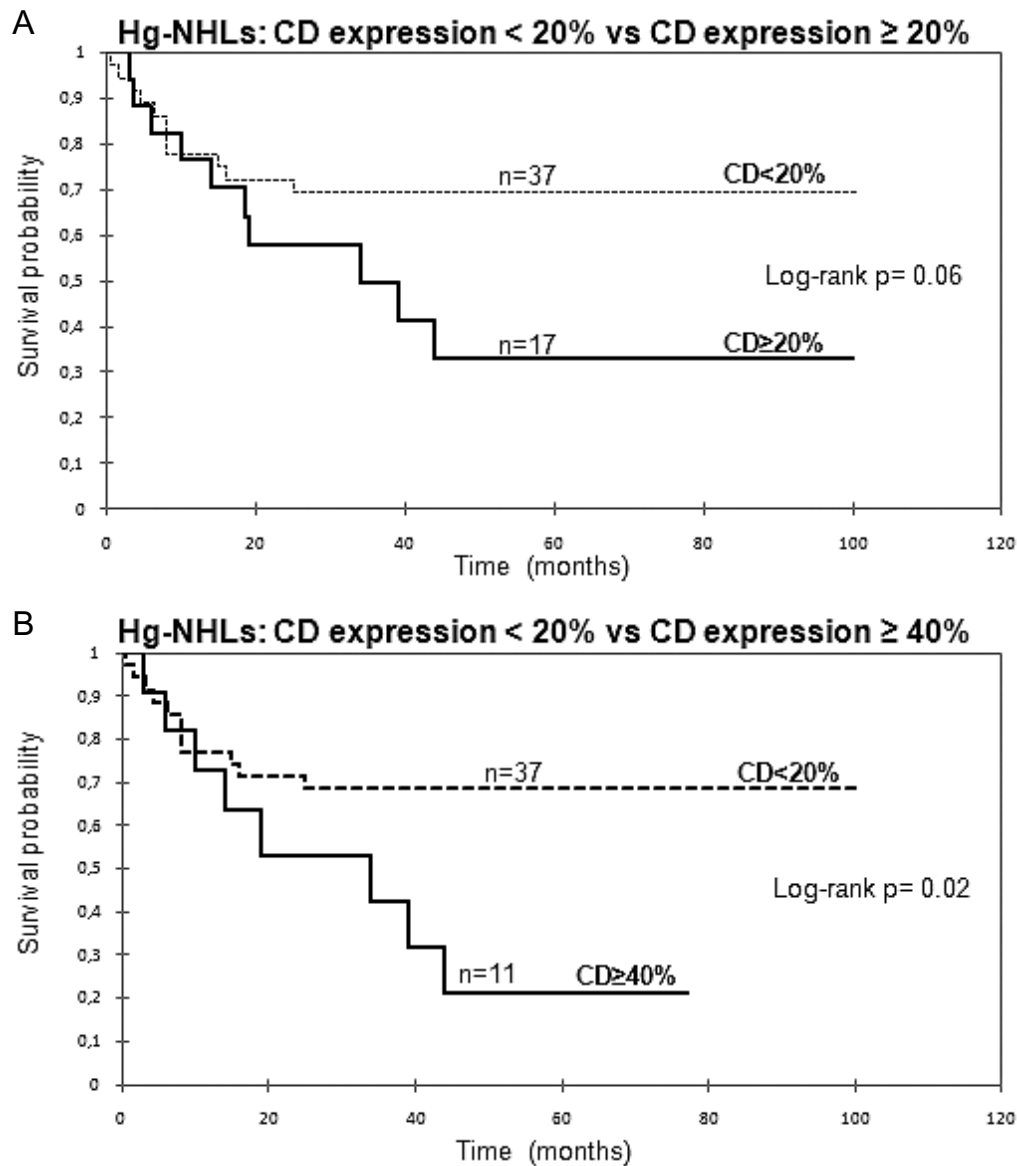 A
Hg-NHLs: CD expression < 20% vs CD expression ≥ 20%
1
0,9
0,8
0,7
0,6
0,5
0,4
0,3
0,2
0,1
0
Survival probability
n=37 CD<20%
Log-rank p= 0.06
n=17 CD≥20%
0 20 40 60 80 100 120
Time (months)
B
Hg-NHLs: CD expression < 20% vs CD expression ≥ 40%
1
0,9
0,8
0,7
0,6
0,5
0,4
0,3
0,2
0,1
0
Survival probability
n=37 CD<20%
Log-rank p= 0.02
n=11 CD≥40%
0 20 40 60 80 100 120
Time (months)